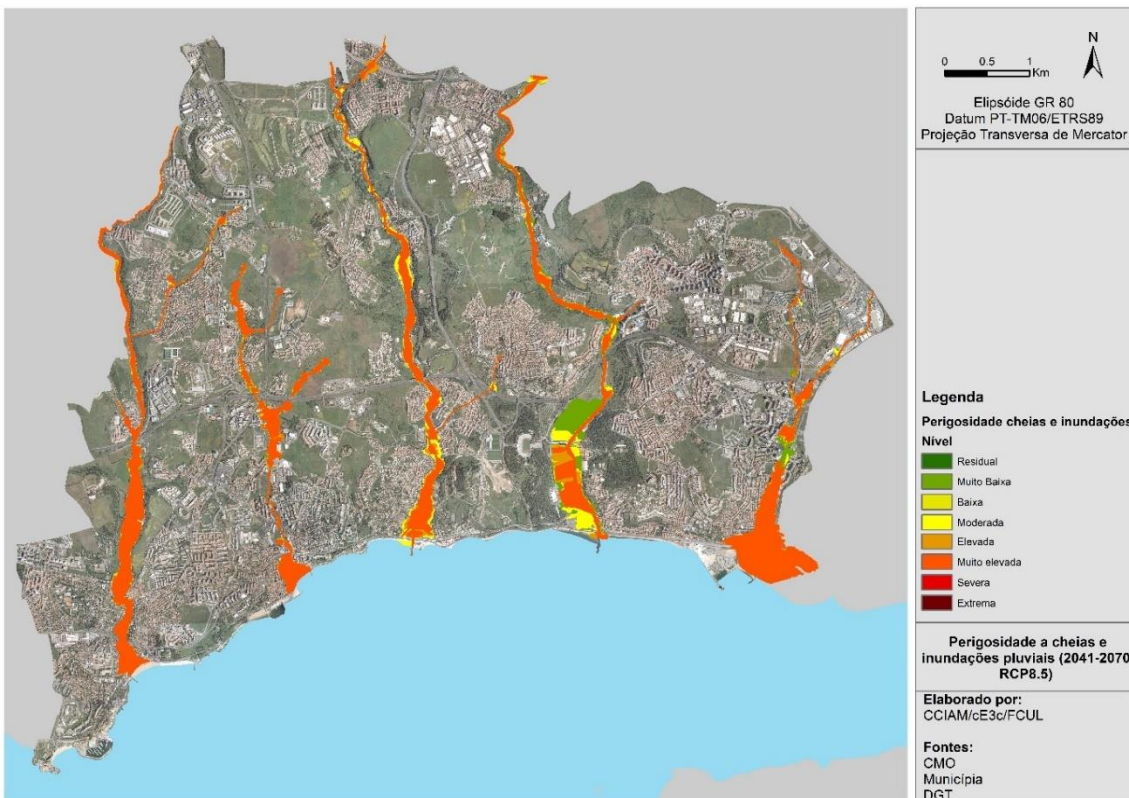 N
0 0.5 1
Km
Elipsóide GR 80
Datum PT-TM06/ETRS89
Projeção Transversa de Mercator
Legenda
Perigosidade cheias e inundações
Nível
Residual
Muito Baixa
Baixa
Moderada
Elevada
Muito elevada
Severa
Extrema
Perigosidade a cheias e
inundações pluviais (2041-2070
RCP8.5)
Elaborado por:
CCIAM/cE3c/FCUL
Fontes:
CMO
Municípia
DGT